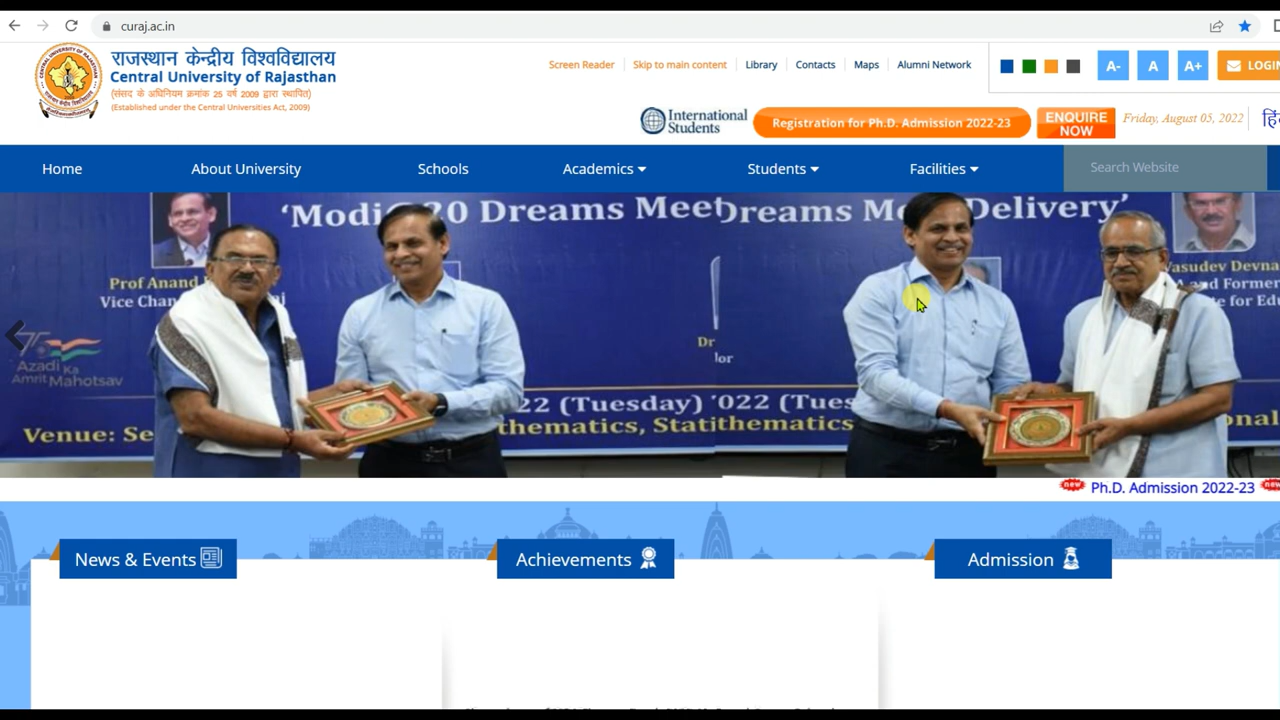 curaj.ac.in
राजस्थान केन्द्रीय विश्वविद्यालय
Central University of Rajasthan
(संसद के अधिनियम क्रमांक 25 वर्ष 2009 द्वारा स्थापित)
(Established under the Central Universities Act, 2009)
Screen Reader
Skip to main content
Library
Contacts
Maps
Alumni Network
A-
A
A+
LOGIN
International
Students
Registration for Ph.D. Admission 2022-23
ENQUIRE
NOW
Friday, August 05, 2022
Home
About University
Schools
Academics
Students
Facilities
Search Website
'Modi@20 Dreams Meet
Dreams Me Delivery'
Prof Anand
Vice Chan
Vasudev Devna
A and Former
te for Edu
75
Azadi Ka
Amrit Mahotsav
Dr
lor
22 (Tuesday)
'022 (Tues
Venue: Se
thematics, Stati
thematics
onal
new
Ph.D. Admission 2022-23
News & Events
Achievements
Admission